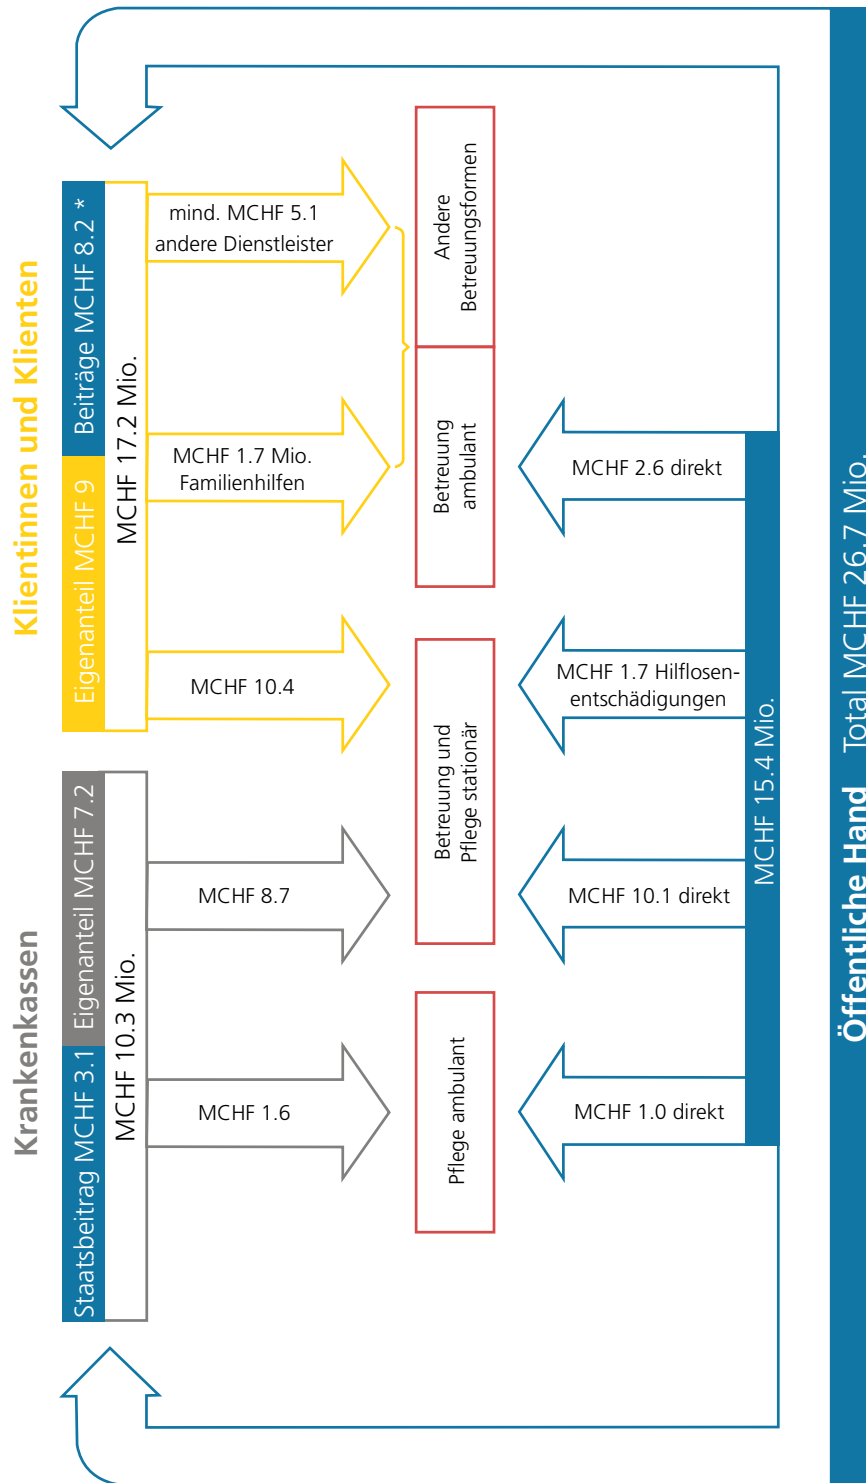 Krankenkassen
Klientinnen und Klienten
Staatsbeitrag MCHF 3.1
Eigenanteil MCHF 7.2
Eigenanteil MCHF 9
Beiträge MCHF 8.2 *
MCHF 10.3 Mio.
MCHF 17.2 Mio.
MCHF 1.6
MCHF 8.7
MCHF 10.4
MCHF 1.7 Mio.
Familienhilfen
mind. MCHF 5.1
andere Dienstleister
Pflege ambulant
Betreuung und
Pflege stationär
Betreuung
ambulant
Andere
Betreuungsformen
MCHF 1.0 direkt
MCHF 10.1 direkt
MCHF 1.7 Hilflosen-
entschädigungen
MCHF 2.6 direkt
MCHF 15.4 Mio.
Öffentliche Hand Total MCHF 26.7 Mio.